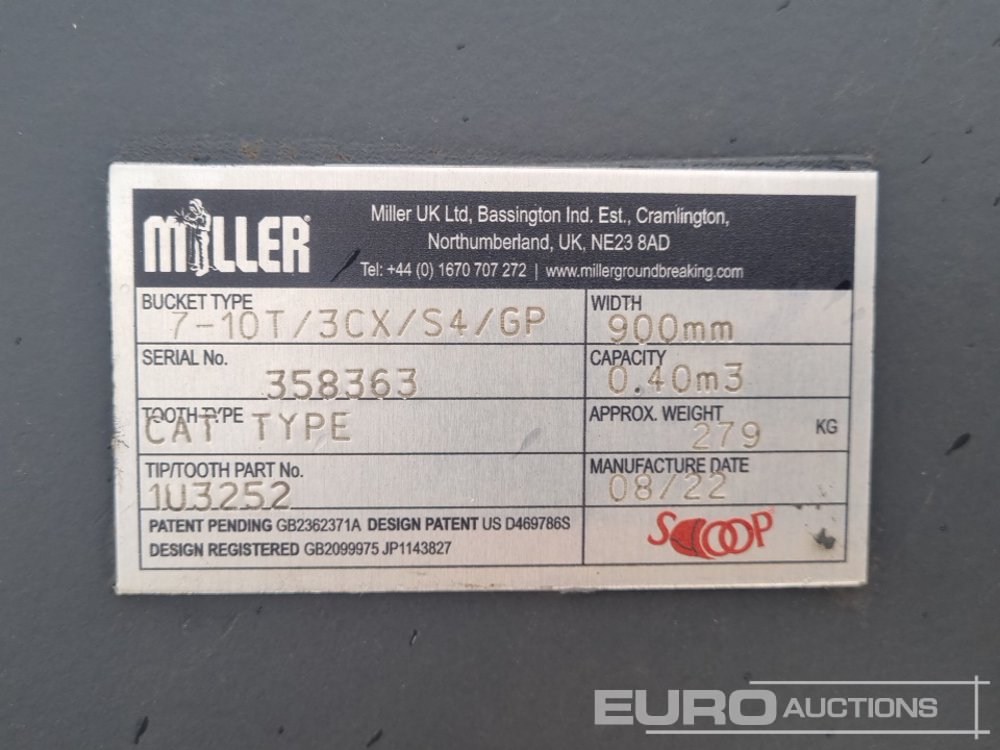 MILLER®
Miller UK Ltd, Bassington Ind. Est., Cramlington,
Northumberland, UK, NE23 8AD
Tel: +44 (0) 1670 707 272 | www.millergroundbreaking.com
BUCKET TYPE
7-10T/3CX/S4/GP
WIDTH
900mm
SERIAL No.
358363
CAPACITY
0.40m3
TOOTH TYPE
CAT TYPE
APPROX. WEIGHT
279 KG
TIP/TOOTH PART No.
1U3252
MANUFACTURE DATE
08/22
PATENT PENDING GB2362371A DESIGN PATENT US D469786S
DESIGN REGISTERED GB2099975 JP1143827
SCOOP
EURO AUCTIONS